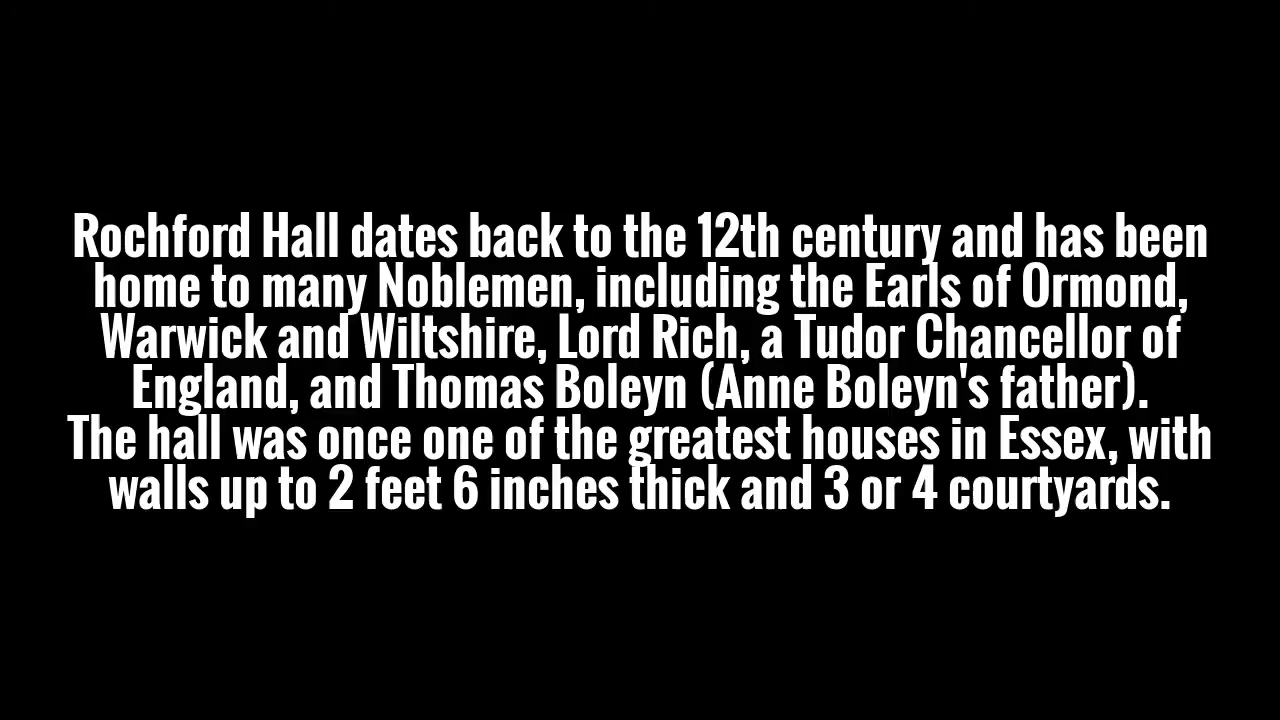 Rochford Hall dates back to the 12th century and has been
home to many Noblemen, including the Earls of Ormond,
Warwick and Wiltshire, Lord Rich, a Tudor Chancellor of
England, and Thomas Boleyn (Anne Boleyn's father).
The hall was once one of the greatest houses in Essex, with
walls up to 2 feet 6 inches thick and 3 or 4 courtyards.